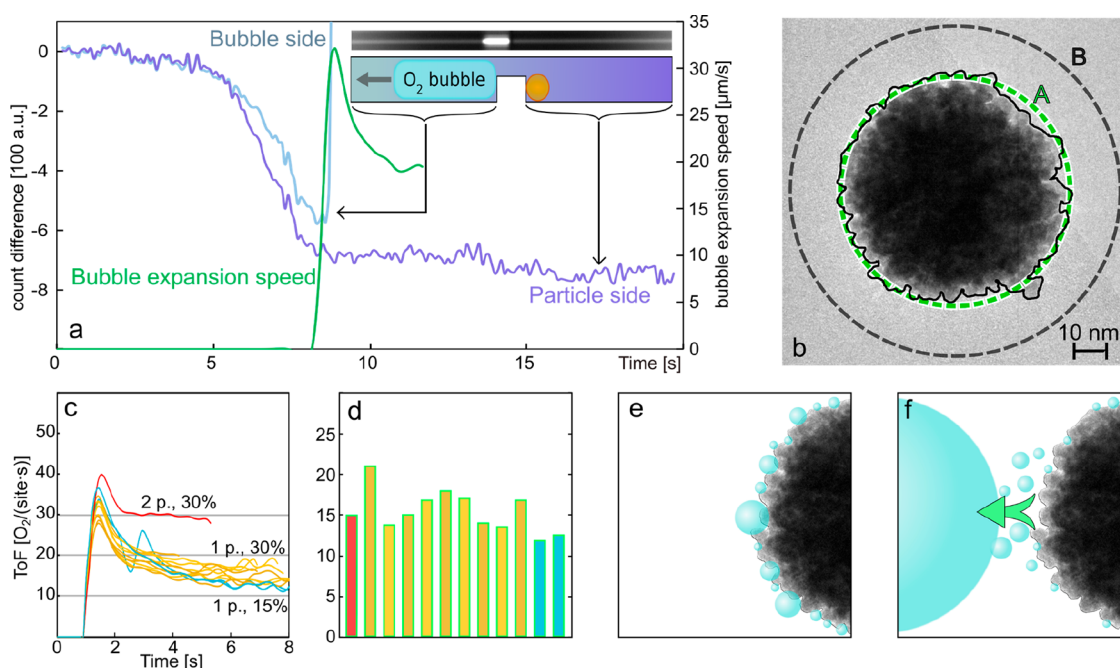 Bubble side
O2 bubble
Bubble expansion speed
Particle side
count difference [100 a.u.]
0
-2
-4
-6
-8
bubble expansion speed [µm/s]
35
30
25
20
15
10
5
0
0
5
10
15
Time [s]
a
B
A
b
10 nm
c
ToF [O2/(site·s)]
50
40
30
20
10
2 p., 30%
1 p., 30%
1 p., 15%
0
2
4
6
8
Time [s]
d
25
20
15
10
5
0
e
f